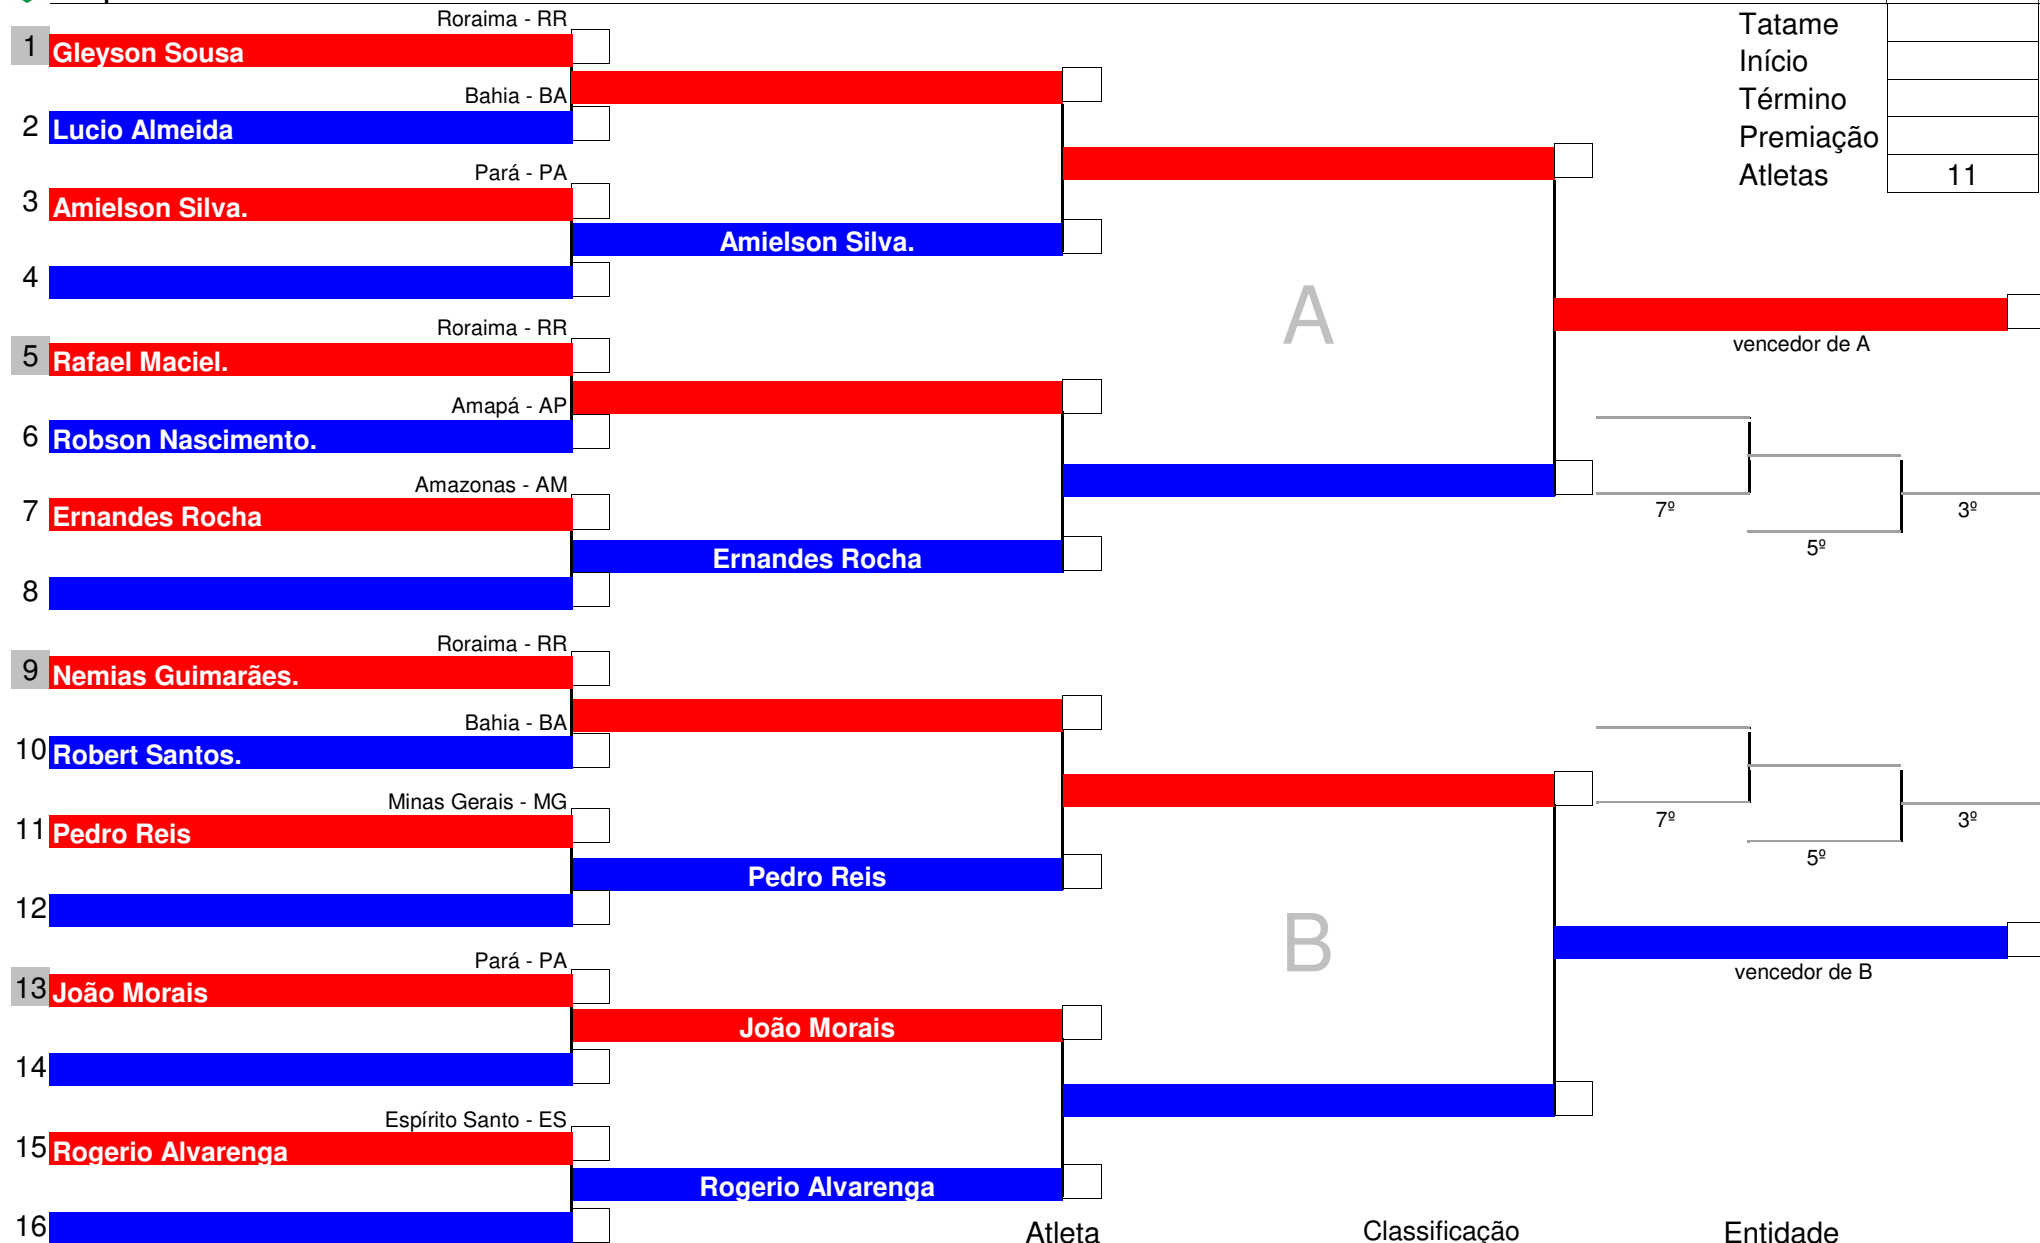 Roraima - RR
1 Gleyson Sousa
Bahia - BA
2 Lucio Almeida
Pará - PA
3 Amielson Silva.
Amielson Silva.
4
Roraima - RR
5 Rafael Maciel.
Amapá - AP
6 Robson Nascimento.
Amazonas - AM
7 Ernandes Rocha
Ernandes Rocha
8
Roraima - RR
9 Nemias Guimarães.
Bahia - BA
10 Robert Santos.
Minas Gerais - MG
11 Pedro Reis
Pedro Reis
12
Pará - PA
13 João Morais
João Morais
14
Espírito Santo - ES
15 Rogerio Alvarenga
Rogerio Alvarenga
16
A
B
Tatame
Início
Término
Premiação
Atletas 11
vencedor de A
7º
3º
5º
7º
3º
5º
vencedor de B
Atleta Classificação Entidade